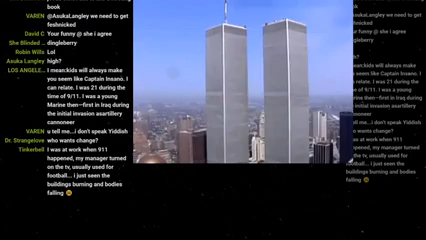 VAREN @AsukaLangley we need to get
feshnicked
David C Your funny @ she i agree
She Blinded ... dingleberry
Robin Wills Lol
Asuka Langley high?
LOS ANGELE... I mean:kids will always make
you seem like Captain Insano. I
can relate. I was 21 during the
time of 9/11. I was a young
Marine then—first in Iraq during
the initial invasion asartillery
cannoneer
VAREN u tell me...i don't speak Yiddish
Dr. Strangelove who wants change?
Tinkerbell I was at work when 911
happened, my manager turned
on the tv, usually used for
football... i just seen the
buildings burning and bodies
falling
@AsukaLangley we need to get
feshnicked
Your funny @ she i agree
dingleberry
Lol
high?
I mean:kids will always make
you seem like Captain Insano. I
can relate. I was 21 during the
time of 9/11. I was a young
Marine then—first in Iraq during
the initial invasion asartillery
cannoneer
u tell me...i don't speak Yiddish
who wants change?
I was at work when 911
happened, my manager turned
on the tv, usually used for
football... i just seen the
buildings burning and bodies
falling